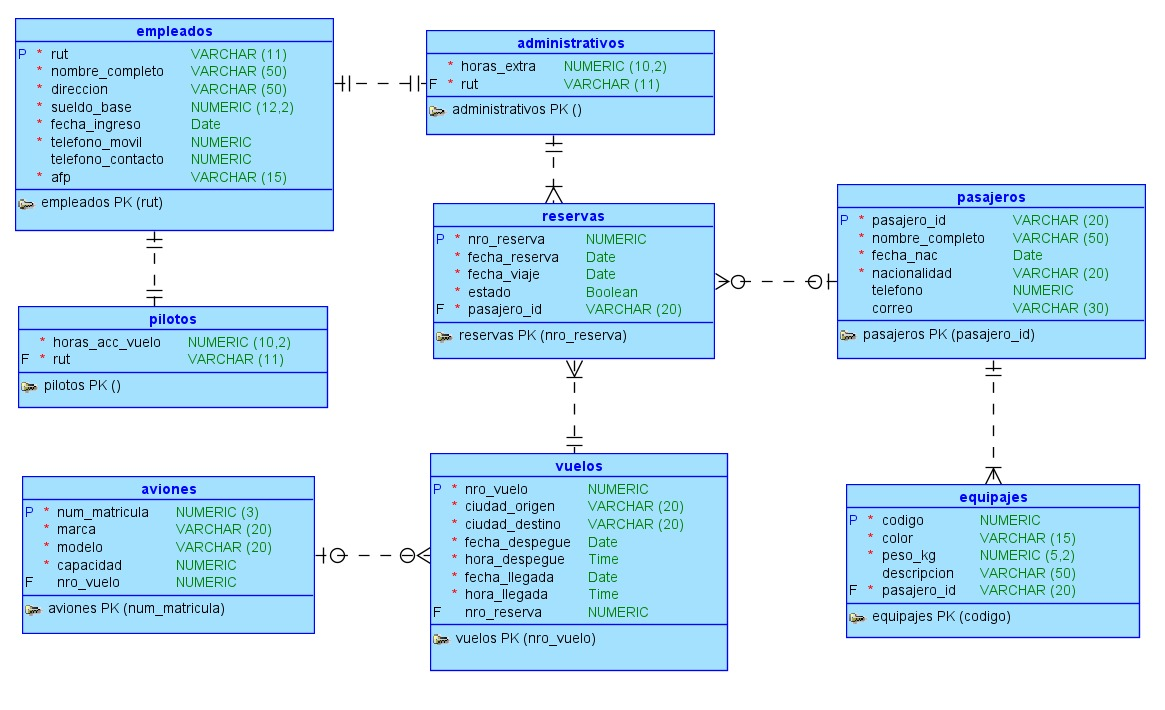 empleados
P * rut VARCHAR (11)
* nombre_completo VARCHAR (50)
* direccion VARCHAR (50)
* sueldo_base NUMERIC (12,2)
* fecha_ingreso Date
* telefono_movil NUMERIC
telefono_contacto NUMERIC
* afp VARCHAR (15)
empleados PK (rut)
administrativos
* horas_extra NUMERIC (10,2)
F * rut VARCHAR (11)
administrativos PK ()
reservas
P * nro_reserva NUMERIC
* fecha_reserva Date
* fecha_viaje Date
* estado Boolean
F * pasajero_id VARCHAR (20)
reservas PK (nro_reserva)
pasajeros
P * pasajero_id VARCHAR (20)
* nombre_completo VARCHAR (50)
* fecha_nac Date
* nacionalidad VARCHAR (20)
telefono NUMERIC
correo VARCHAR (30)
pasajeros PK (pasajero_id)
pilotos
* horas_acc_vuelo NUMERIC (10,2)
F * rut VARCHAR (11)
pilotos PK ()
aviones
P * num_matricula NUMERIC (3)
* marca VARCHAR (20)
* modelo VARCHAR (20)
* capacidad NUMERIC
F nro_vuelo NUMERIC
aviones PK (num_matricula)
vuelos
P * nro_vuelo NUMERIC
* ciudad_origen VARCHAR (20)
* ciudad_destino VARCHAR (20)
* fecha_despegue Date
* hora_despegue Time
* fecha_llegada Date
* hora_llegada Time
F nro_reserva NUMERIC
vuelos PK (nro_vuelo)
equipajes
P * codigo NUMERIC
* color VARCHAR (15)
* peso_kg NUMERIC (5,2)
descripcion VARCHAR (50)
F * pasajero_id VARCHAR (20)
equipajes PK (codigo)